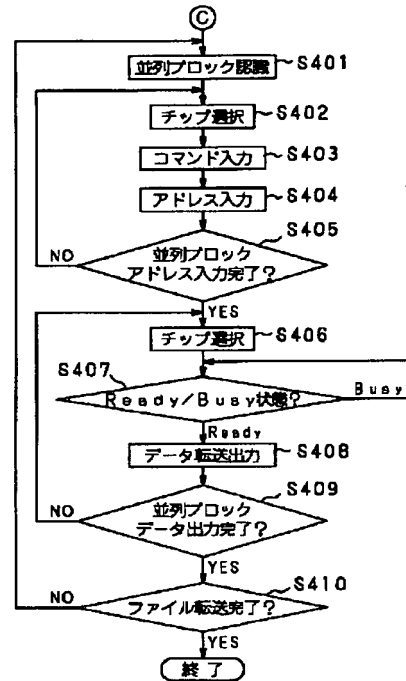 C
並列ブロック認識 S401
チップ選択 S402
コマンド入力 S403
アドレス入力 S404
S405
並列ブロック
アドレス入力完了？
NO
YES
チップ選択 S406
S407
Ready/Busy状態？
Busy
Ready
データ転送出力 S408
S409
並列ブロック
データ出力完了？
NO
YES
S410
ファイル転送完了？
NO
YES
終了